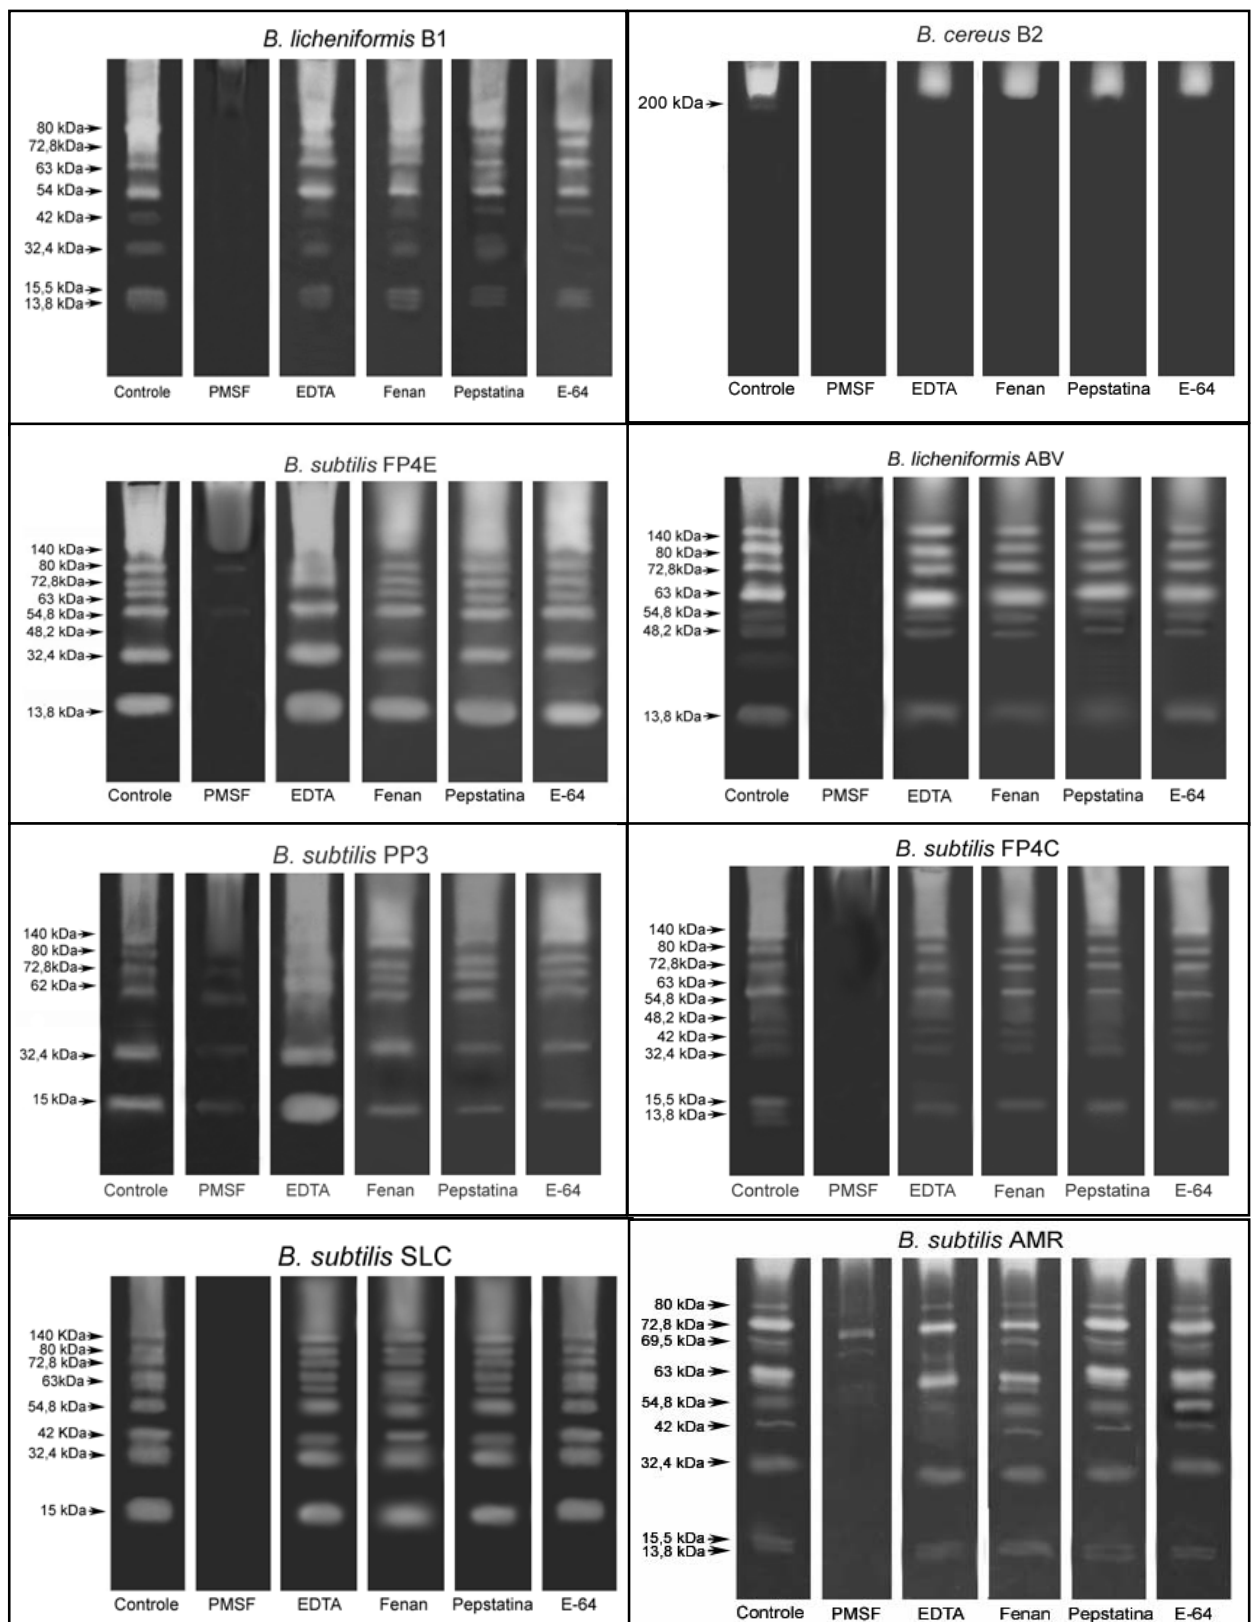 B. licheniformis B1
80 kDa
72,8kDa
63 kDa
54 kDa
42 kDa
32,4 kDa
15,5 kDa
13,8 kDa
Controle PMSF EDTA Fenan Pepstatina E-64
B. cereus B2
200 kDa
Controle PMSF EDTA Fenan Pepstatina E-64
B. subtilis FP4E
140 kDa
80 kDa
72,8kDa
63 kDa
54,8 kDa
48,2 kDa
32,4 kDa
13,8 kDa
Controle PMSF EDTA Fenan Pepstatina E-64
B. licheniformis ABV
140 kDa
80 kDa
72,8kDa
63 kDa
54,8 kDa
48,2 kDa
13,8 kDa
Controle PMSF EDTA Fenan Pepstatina E-64
B. subtilis PP3
140 kDa
80 kDa
72,8kDa
62 kDa
32,4 kDa
15 kDa
Controle PMSF EDTA Fenan Pepstatina E-64
B. subtilis FP4C
140 kDa
80 kDa
72,8kDa
63 kDa
54,8 kDa
48,2 kDa
42 kDa
32,4 kDa
15,5 kDa
13,8 kDa
Controle PMSF EDTA Fenan Pepstatina E-64
B. subtilis SLC
140 KDa
80 kDa
72,8 kDa
63kDa
54,8 kDa
42 KDa
32,4 kDa
15 kDa
Controle PMSF EDTA Fenan Pepstatina E-64
B. subtilis AMR
80 kDa
72,8 kDa
69,5 kDa
63 kDa
54,8 kDa
42 kDa
32,4 kDa
15,5 kDa
13,8 kDa
Controle PMSF EDTA Fenan Pepstatina E-64